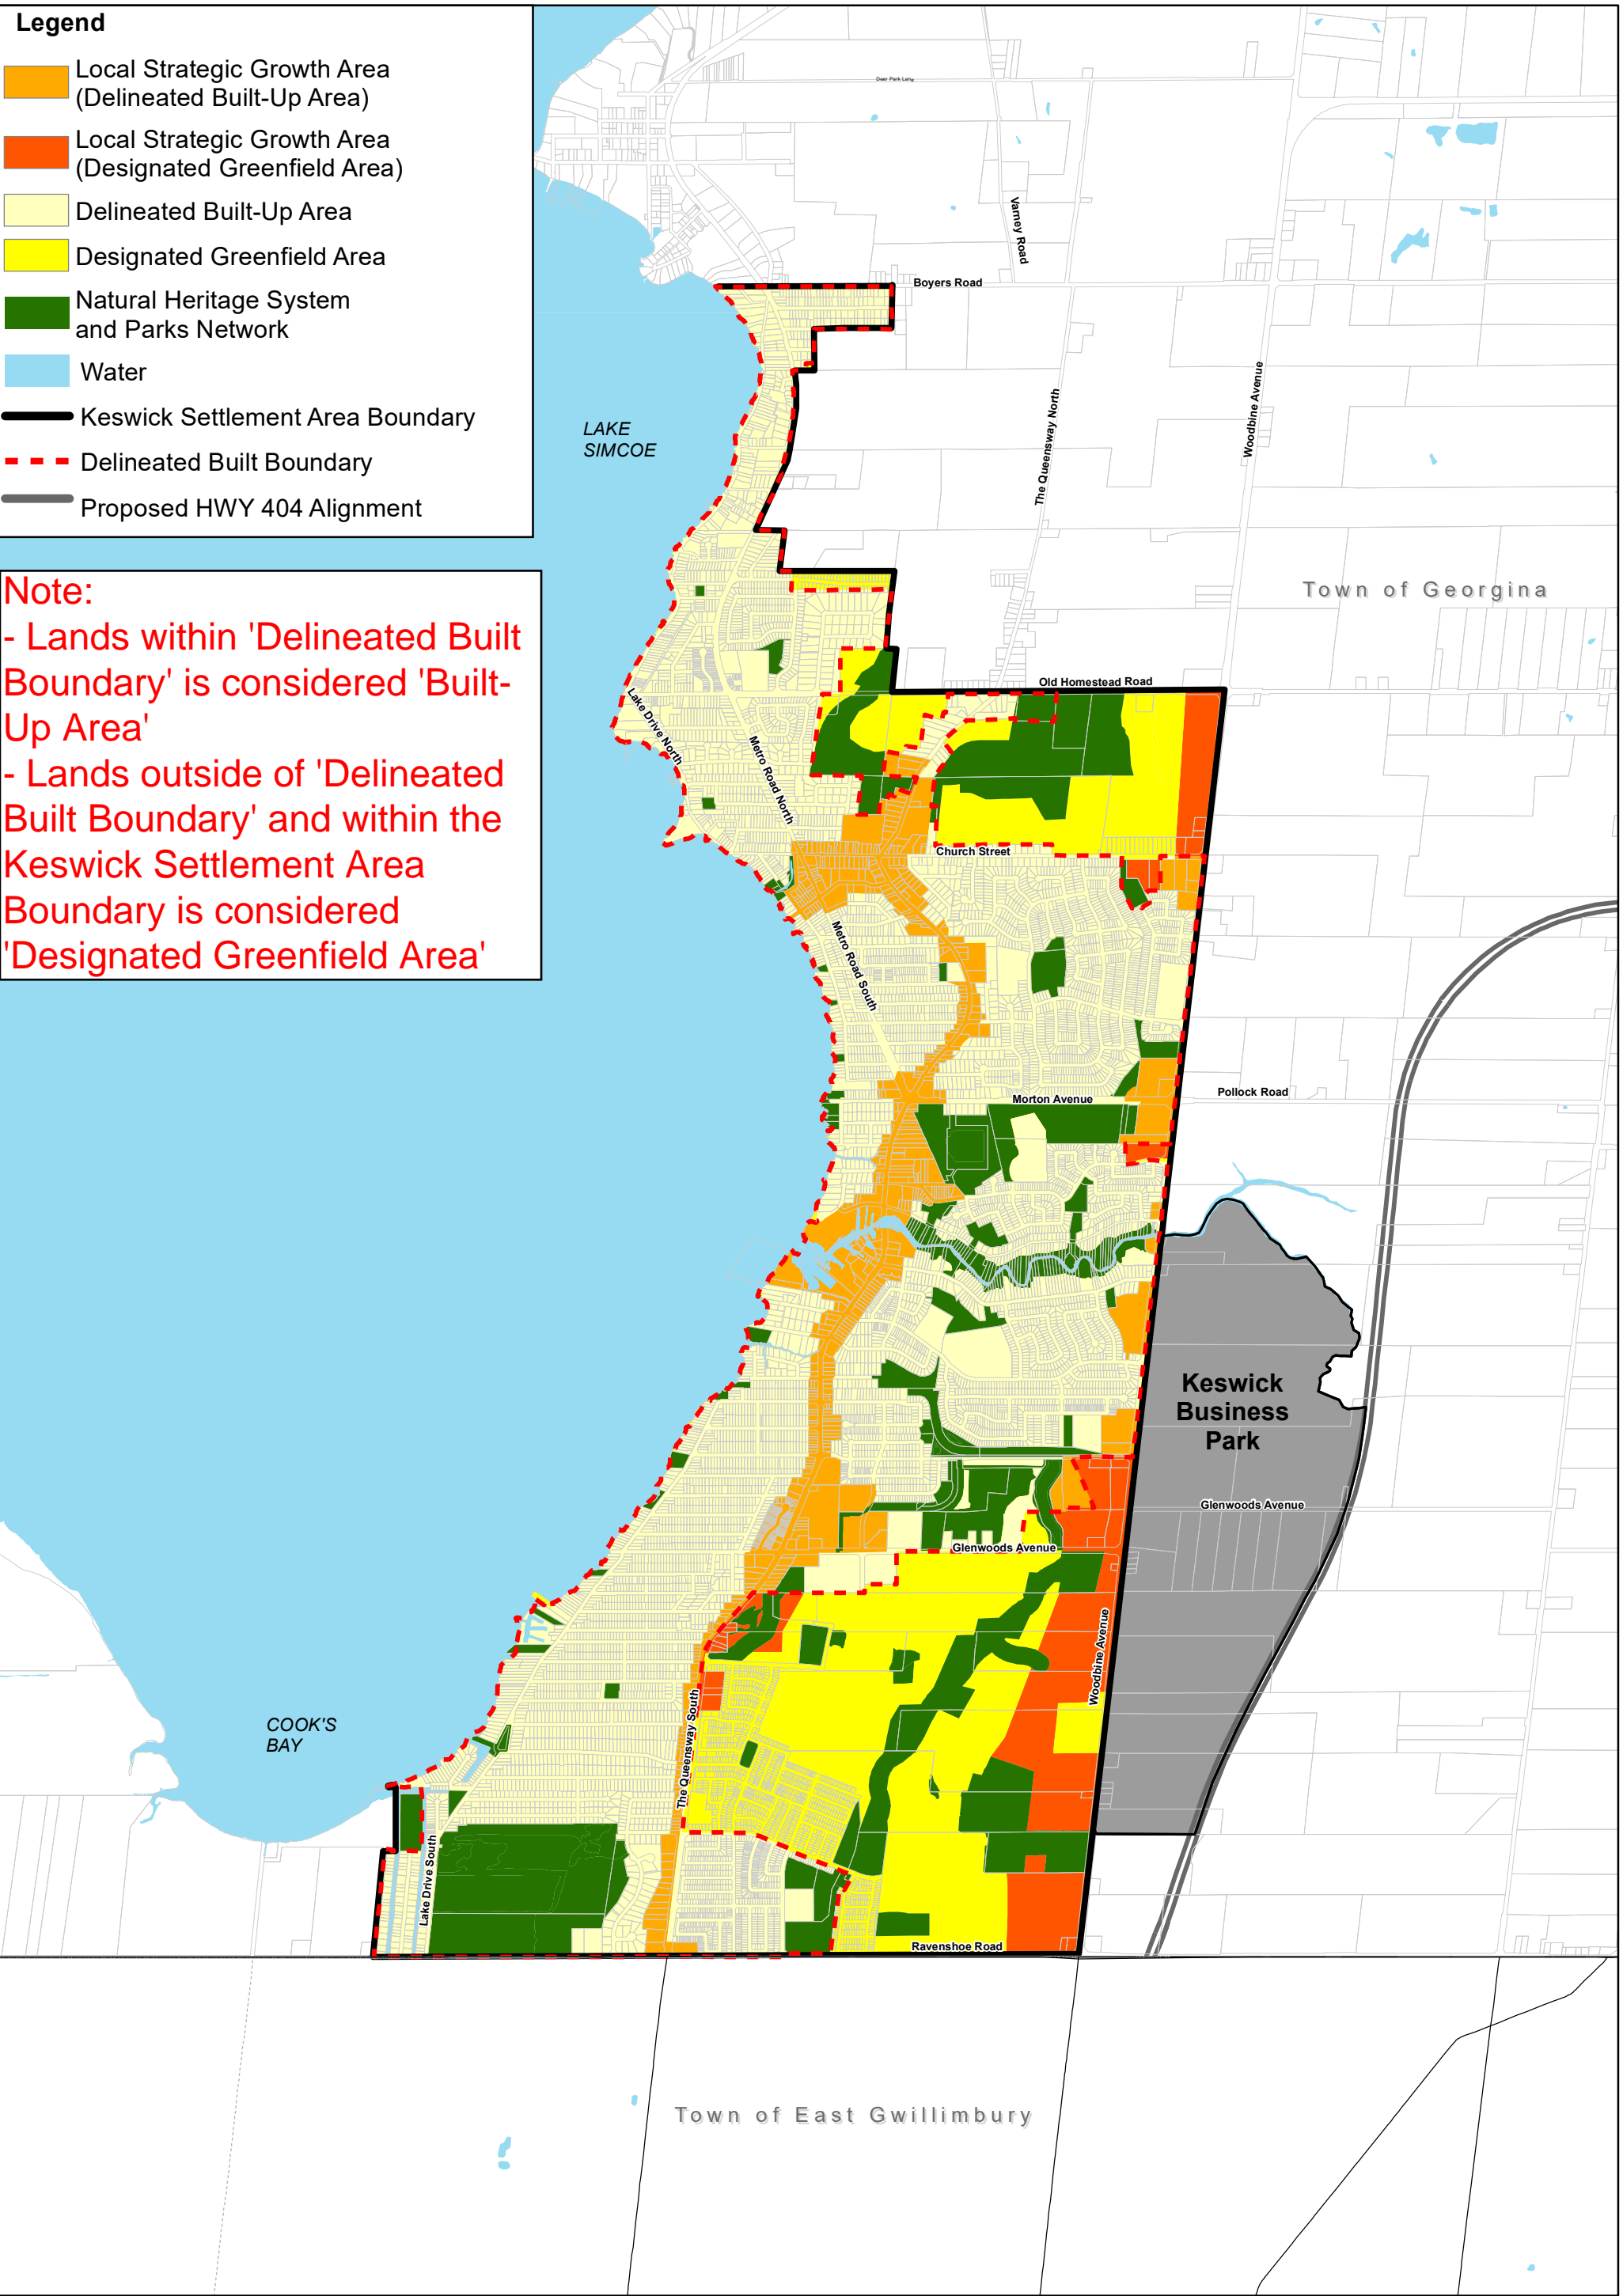 Legend
Local Strategic Growth Area
(Delineated Built-Up Area)
Local Strategic Growth Area
(Designated Greenfield Area)
Delineated Built-Up Area
Designated Greenfield Area
Natural Heritage System
and Parks Network
Water
Keswick Settlement Area Boundary
Delineated Built Boundary
Proposed HWY 404 Alignment
Note:
- Lands within 'Delineated Built
Boundary' is considered 'Built-
Up Area'
- Lands outside of 'Delineated
Built Boundary' and within the
Keswick Settlement Area
Boundary is considered
'Designated Greenfield Area'
Deer Park Lane
Varney Road
Boyers Road
Woodbine Avenue
The Queensway North
LAKE
SIMCOE
Town of Georgina
Old Homestead Road
Lake Drive North
Metro Road North
Church Street
Metro Road South
Morton Avenue
Pollock Road
Keswick
Business
Park
Glenwoods Avenue
Glenwoods Avenue
Woodbine Avenue
The Queensway South
COOK'S
BAY
Lake Drive South
Ravenshoe Road
Town of East Gwillimbury